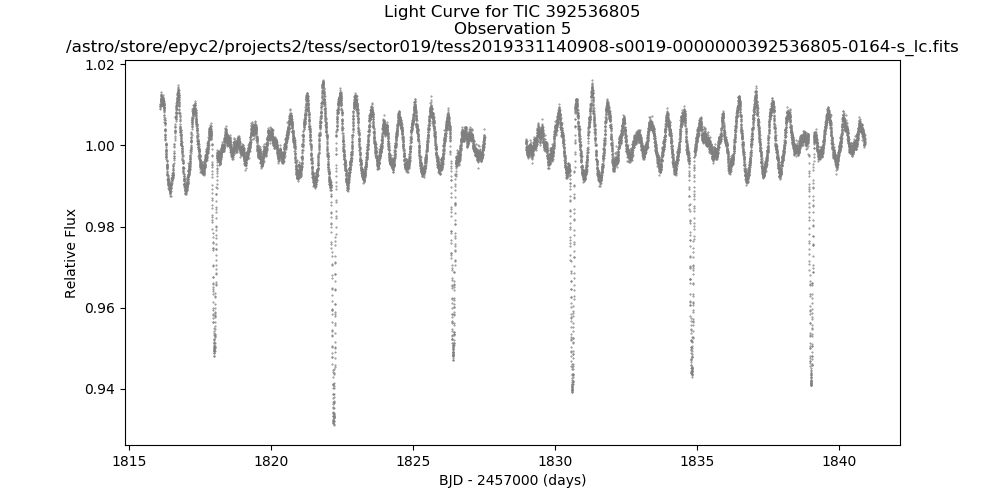 Light Curve for TIC 392536805
Observation 5
/astro/store/epyc2/projects2/tess/sector019/tess2019331140908-s0019-0000000392536805-0164-s_lc.fits
1.02
1.00
0.98
0.96
0.94
Relative Flux
1815 1820 1825 1830 1835 1840
BJD - 2457000 (days)